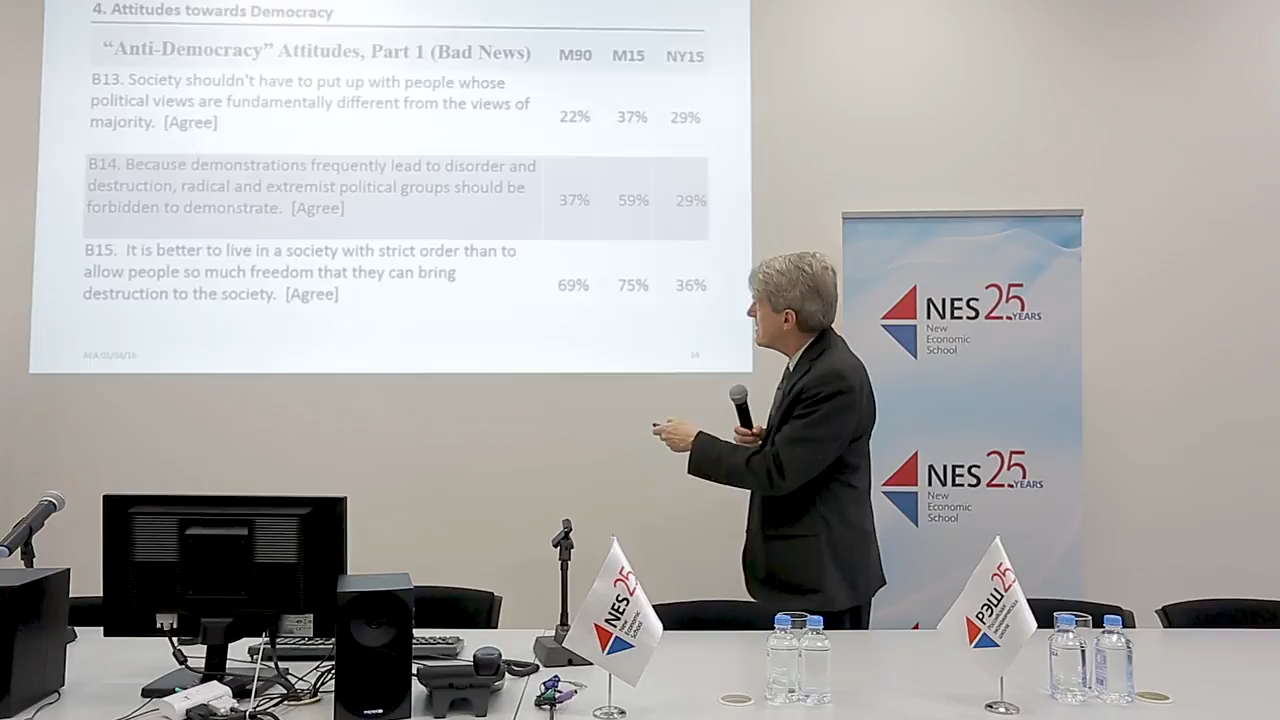 4. Attitudes towards Democracy
“Anti-Democracy” Attitudes, Part 1 (Bad News) M90 M15 NY15
B13. Society shouldn't have to put up with people whose
political views are fundamentally different from the views of
majority. [Agree] 22% 37% 29%
B14. Because demonstrations frequently lead to disorder and
destruction, radical and extremist political groups should be
forbidden to demonstrate. [Agree] 37% 59% 29%
B15. It is better to live in a society with strict order than to
allow people so much freedom that they can bring
destruction to the society. [Agree] 69% 75% 36%
AEA 01/04/16 14
NES 25
YEARS
New
Economic
School
NES 25
YEARS
New
Economic
School
NES 25
New
Economic
School
РЭШ 25